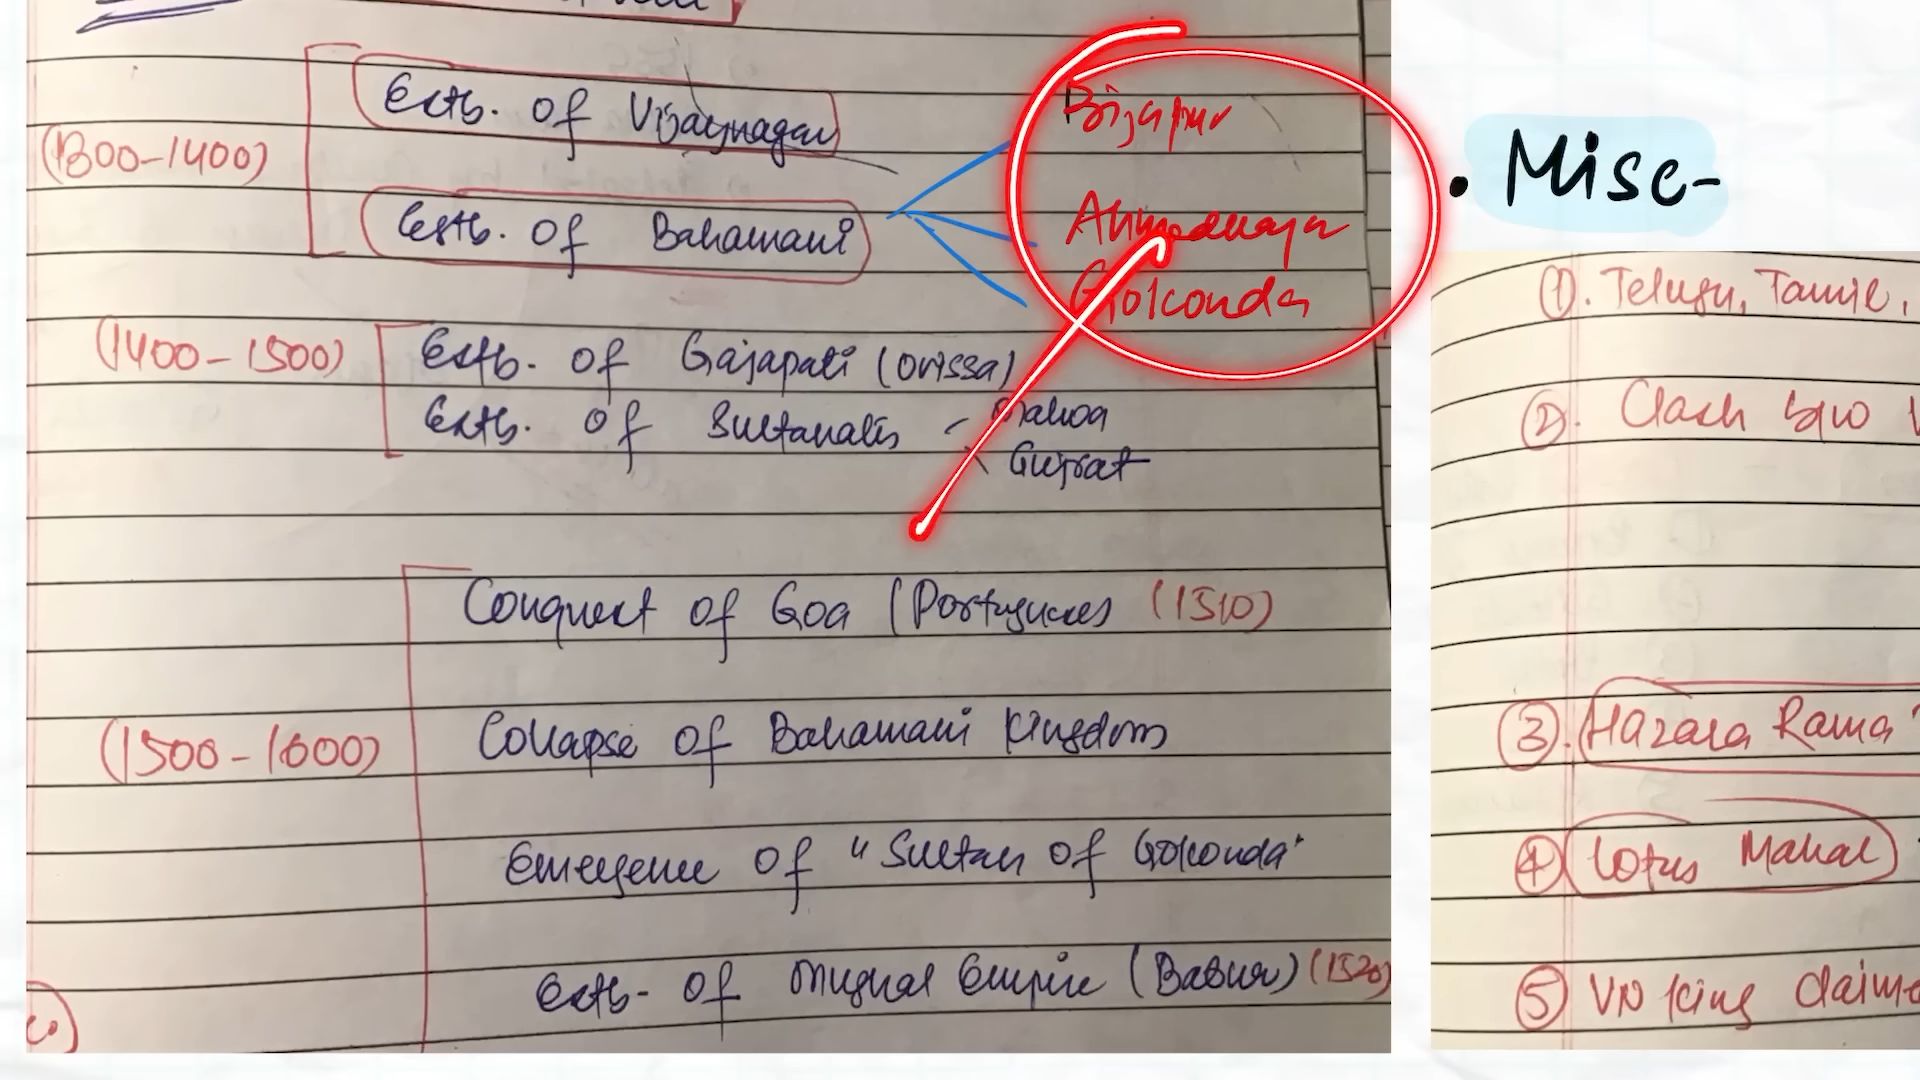 (1300-1400)
Estb. of Vijaynagar
Estb. of Bahamani
Bijapur
Ahmednagar
Golconda
(1400-1500)
Estb. of Gajapati (Orissa)
Estb. of Sultanatis
Malwa
Gujrat
(1500-1600)
Conquest of Goa (Portugueses (1510)
Collapse of Bahamani Kingdom
Emergence of "Sultan of Golconda"
Estb- of Mughal Empire (Babur) (1526)
• Misc-
(1). Telugu, Tamil,
(2). Clash b/w V
(3). Hazara Rama
(4) Lotus Mahal
(5) VN king claime